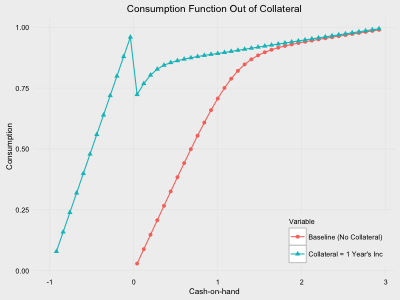 Consumption Function Out of Collateral
1.00
0.75
0.50
0.25
0.00
Consumption
-1
0
1
2
3
Cash-on-hand
Variable
Baseline (No Collateral)
Collateral = 1 Year's Inc